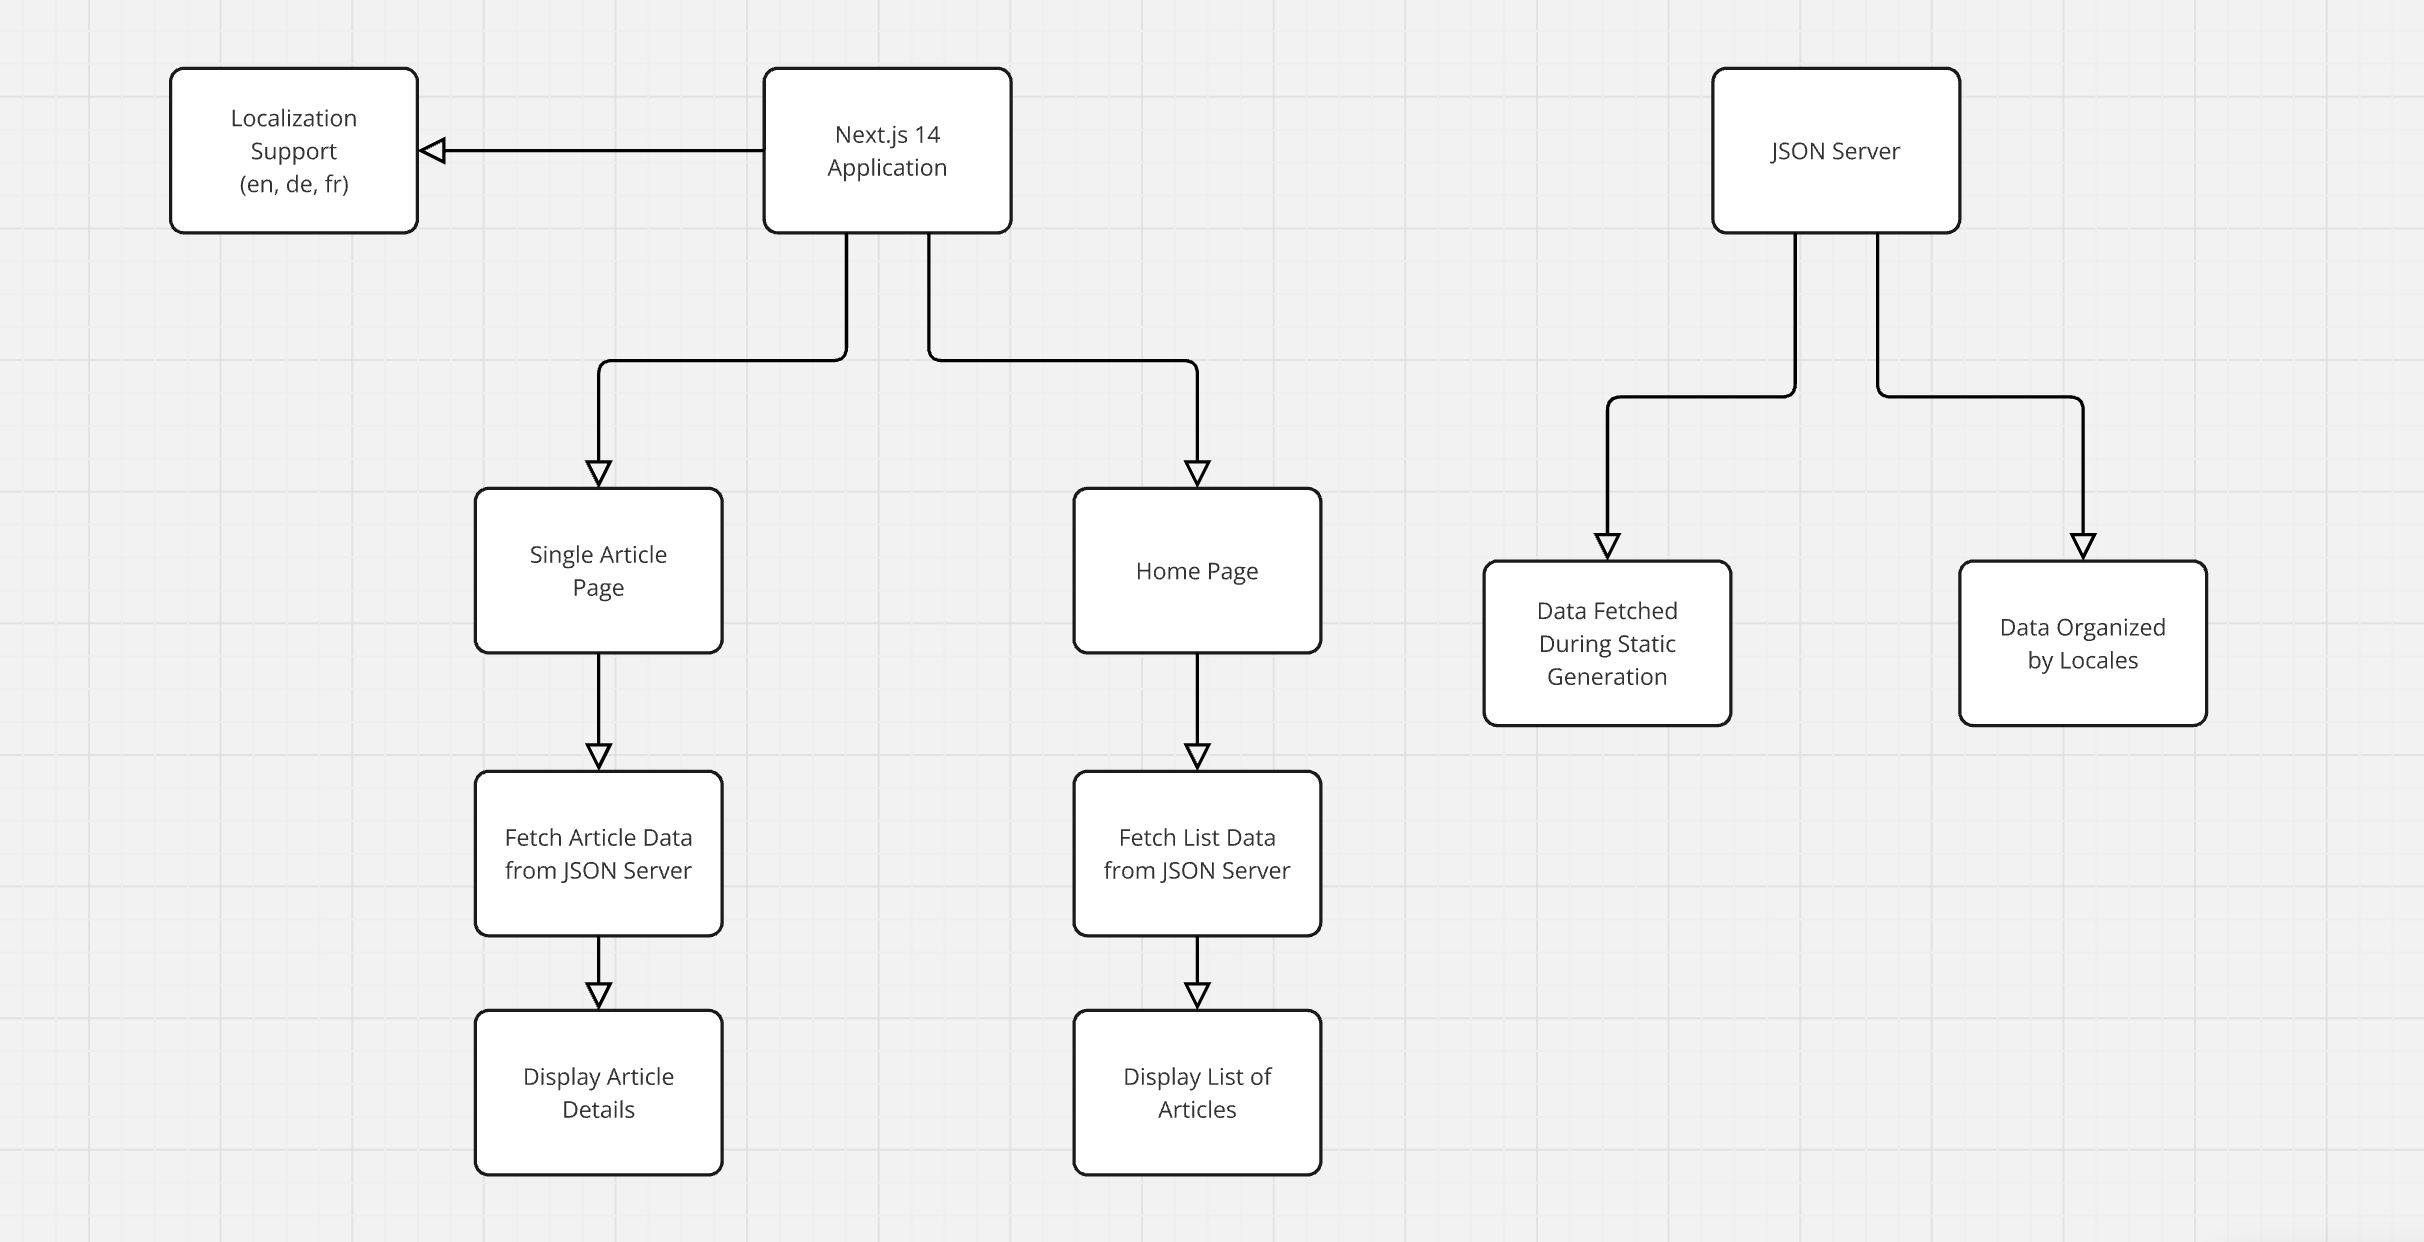 Localization
Support
(en, de, fr)
Next.js 14
Application
JSON Server
Single Article
Page
Home Page
Data Fetched
During Static
Generation
Data Organized
by Locales
Fetch Article Data
from JSON Server
Fetch List Data
from JSON Server
Display Article
Details
Display List of
Articles